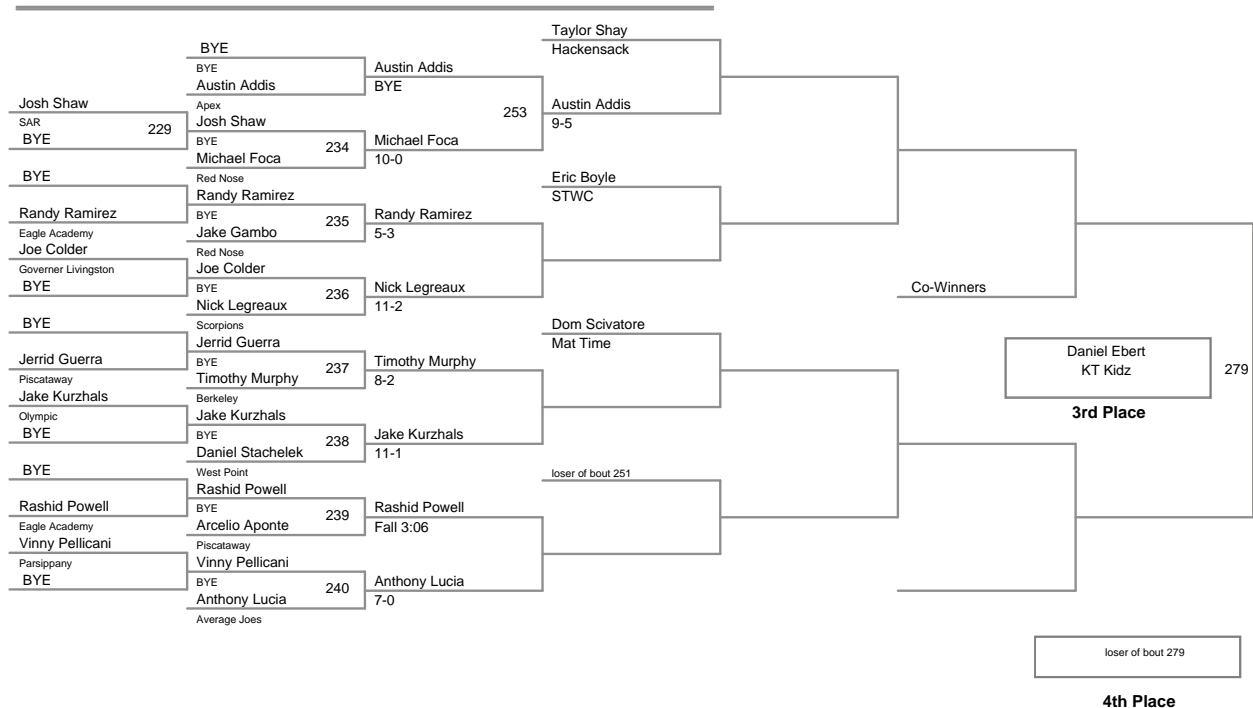 Josh Shaw
SAR
BYE
229
BYE
Randy Ramirez
Eagle Academy
Joe Colder
Governer Livingston
BYE
BYE
Jerrid Guerra
Piscataway
Jake Kurzhals
Olympic
BYE
BYE
Rashid Powell
Eagle Academy
Vinny Pellicani
Parsippany
BYE
BYE
BYE
Austin Addis
Apex
Josh Shaw
BYE
234
Michael Foca
Red Nose
Randy Ramirez
BYE
235
Jake Gambo
Red Nose
Joe Colder
BYE
236
Nick Legreaux
Scorpions
Jerrid Guerra
BYE
237
Timothy Murphy
Berkeley
Jake Kurzhals
BYE
238
Daniel Stachelek
West Point
Rashid Powell
BYE
239
Arcelio Aponte
Piscataway
Vinny Pellicani
BYE
240
Anthony Lucia
Average Joes
Austin Addis
BYE
253
Michael Foca
10-0
Randy Ramirez
5-3
Nick Legreaux
11-2
Timothy Murphy
8-2
Jake Kurzhals
11-1
Rashid Powell
Fall 3:06
Anthony Lucia
7-0
Taylor Shay
Hackensack
Austin Addis
9-5
Eric Boyle
STWC
Dom Scivatore
Mat Time
loser of bout 251
Co-Winners
Daniel Ebert
KT Kidz
279
3rd Place
loser of bout 279
4th Place